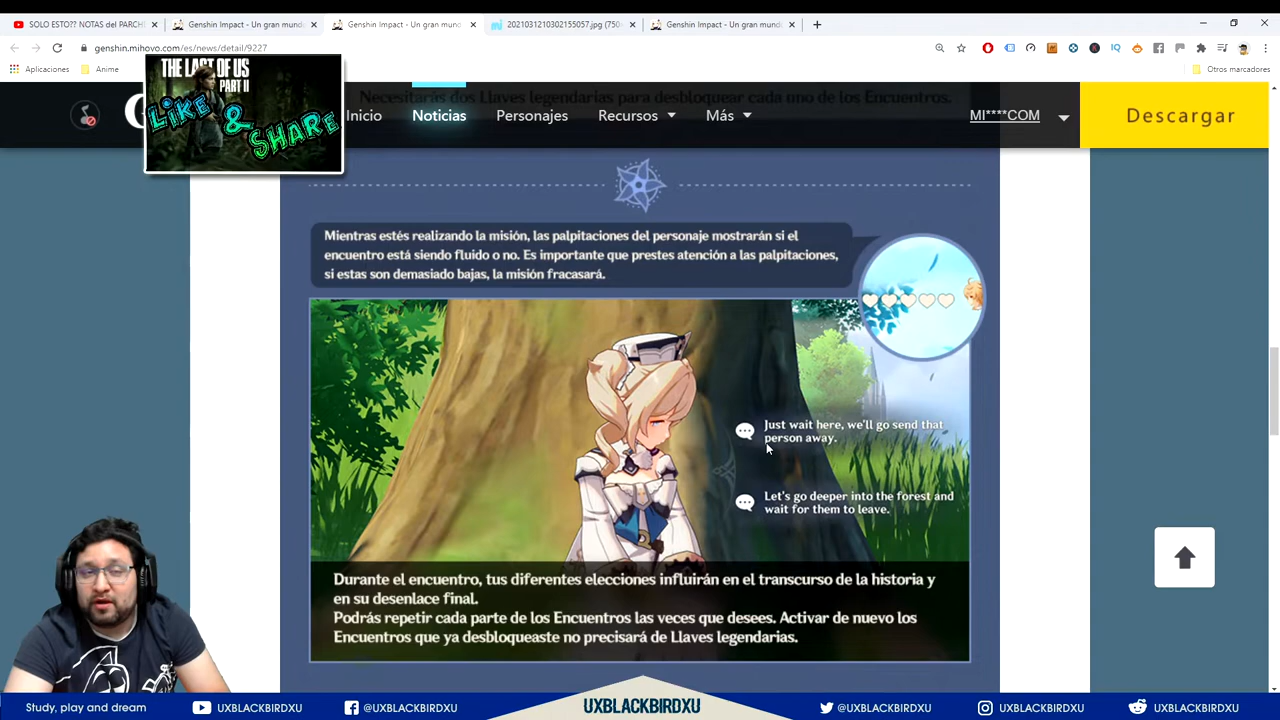 SOLO ESTO?? NOTAS del PARCHE
Genshin Impact - Un gran mundo
Genshin Impact - Un gran mundo
2021031210302155057.jpg (750×
Genshin Impact - Un gran mundo
genshin.mihoyo.com/es/news/detail/9227
Aplicaciones
Anime
Otros marcadores
THE LAST OF US
PART II
LIKE & SHARE
Necesitarás dos Llaves legendarias para desbloquear cada uno de los Encuentros.
Inicio
Noticias
Personajes
Recursos
Más
MI****COM
Descargar
Mientras estés realizando la misión, las palpitaciones del personaje mostrarán si el
encuentro está siendo fluido o no. Es importante que prestes atención a las palpitaciones,
si estas son demasiado bajas, la misión fracasará.
Just wait here, we'll go send that
person away.
Let's go deeper into the forest and
wait for them to leave.
Durante el encuentro, tus diferentes elecciones influirán en el transcurso de la historia y
en su desenlace final.
Podrás repetir cada parte de los Encuentros las veces que desees. Activar de nuevo los
Encuentros que ya desbloqueaste no precisará de Llaves legendarias.
Study, play and dream
UXBLACKBIRDXU
@UXBLACKBIRDXU
UXBLACKBIRDXU
@UXBLACKBIRDXU
UXBLACKBIRDXU
UXBLACKBIRDXU